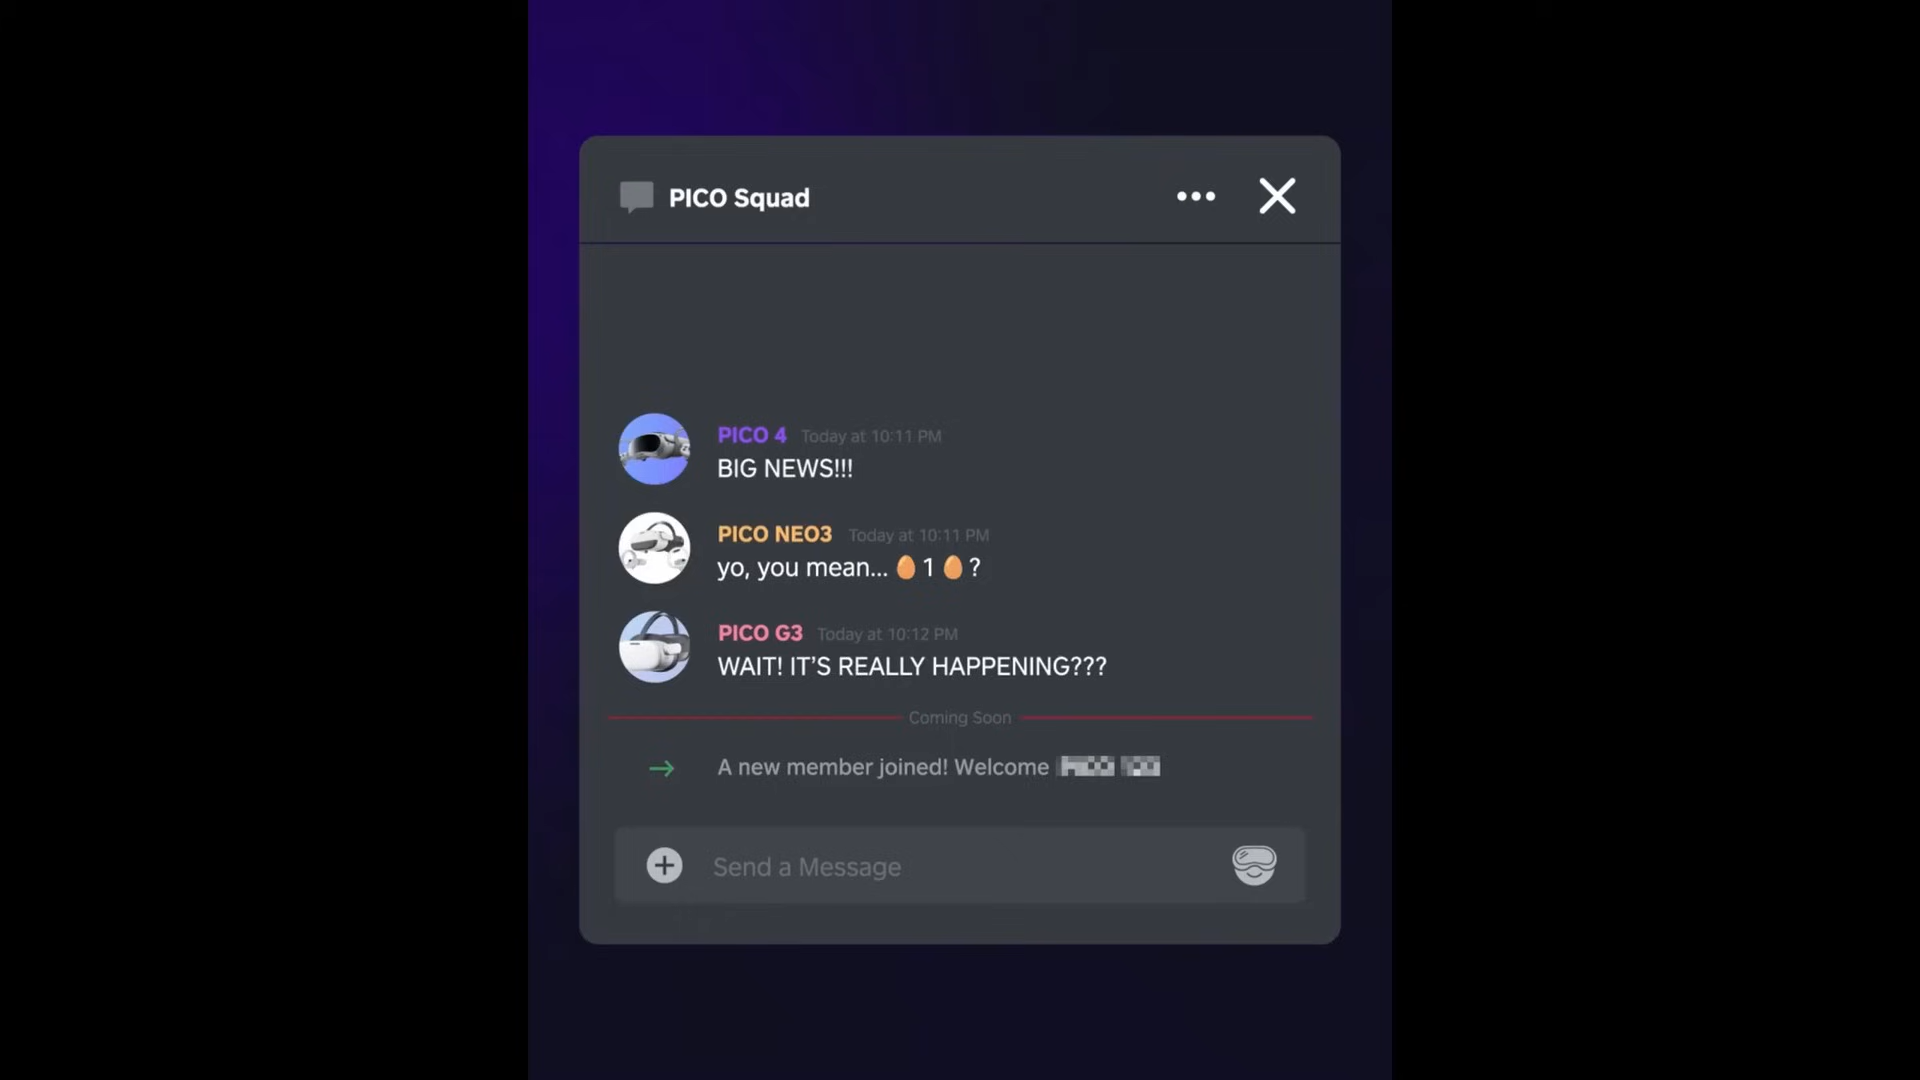 PICO Squad
PICO 4 Today at 10:11 PM
BIG NEWS!!!
PICO NEO3 Today at 10:11 PM
yo, you mean... 🥚 1 🥚 ?
PICO G3 Today at 10:12 PM
WAIT! IT'S REALLY HAPPENING???
Coming Soon
A new member joined! Welcome
Send a Message